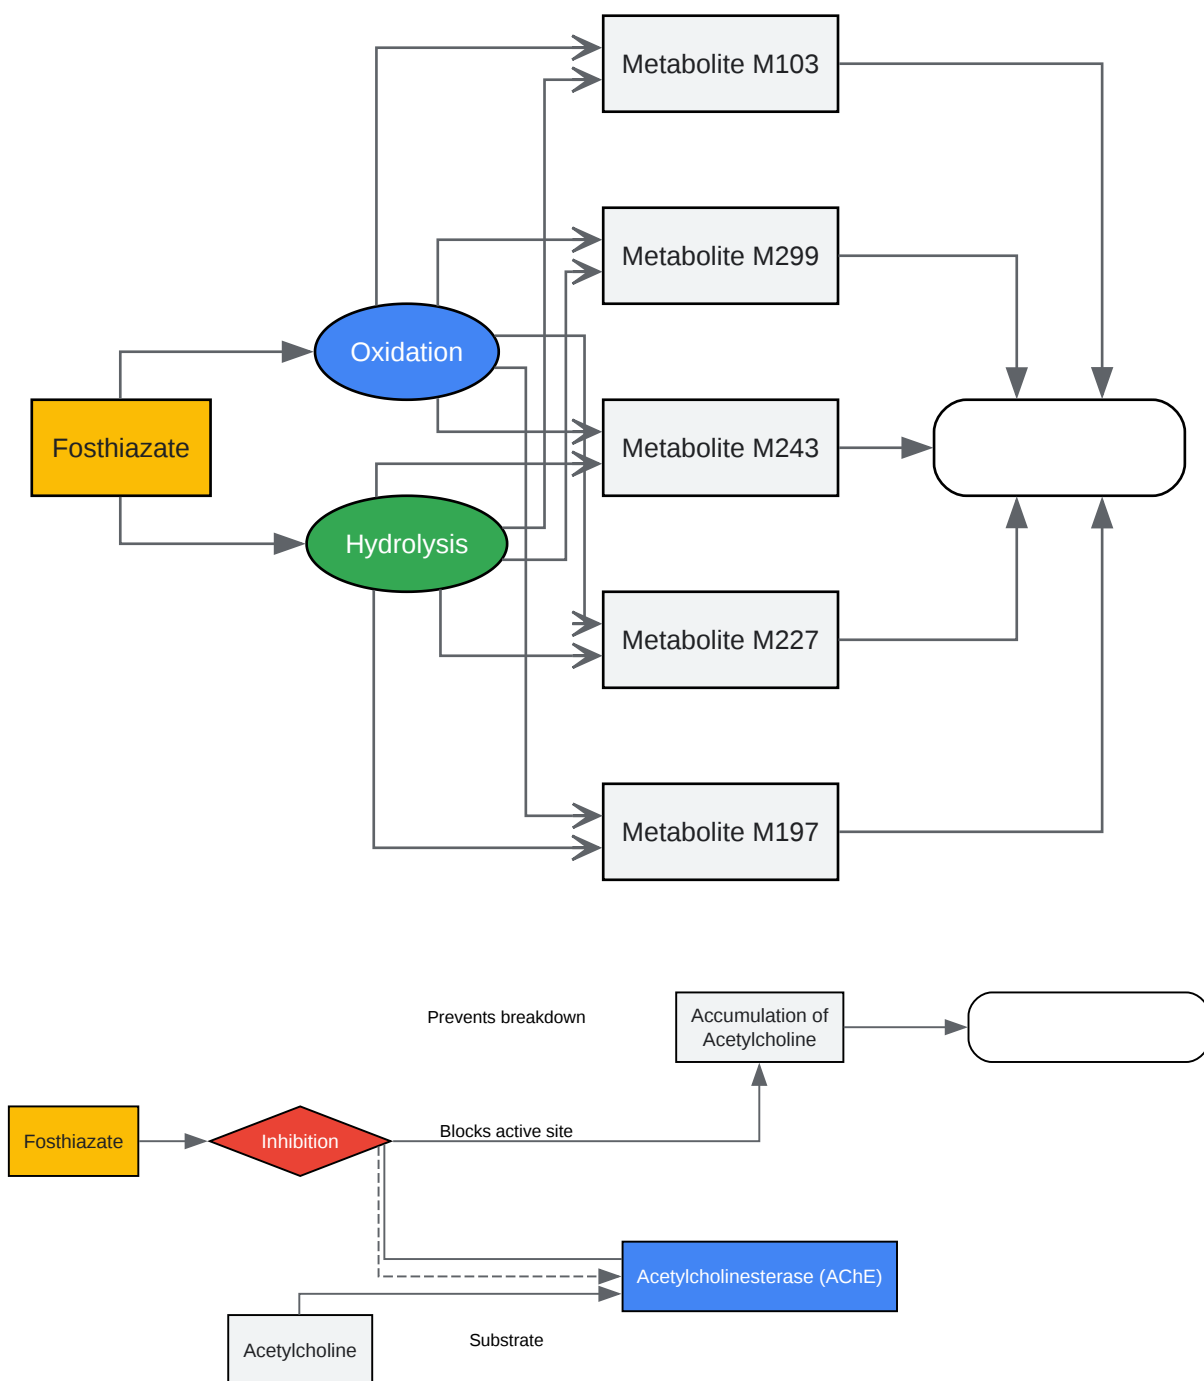 Metabolite M103
Metabolite M299
Oxidation
Fosthiazate
Metabolite M243
Hydrolysis
Metabolite M227
Metabolite M197
Prevents breakdown
Accumulation of
Acetylcholine
Fosthiazate
Inhibition
Blocks active site
Acetylcholinesterase (AChE)
Acetylcholine
Substrate